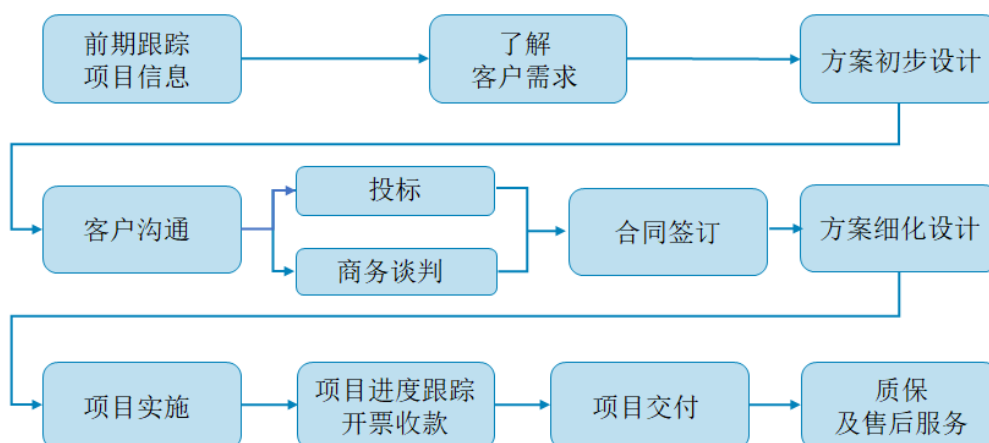 前期跟踪
项目信息
了解
客户需求
方案初步设计
客户沟通
投标
商务谈判
合同签订
方案细化设计
项目实施
项目进度跟踪
开票收款
项目交付
质保
及售后服务